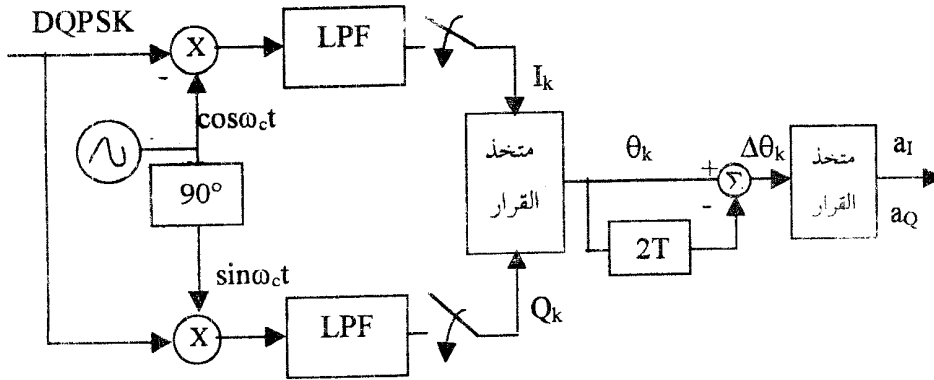 DQPSK
X
LPF
I_k
-
cosω_ct
90°
متخذ
القرار
θ_k
+
Σ
-
Δθ_k
متخذ
القرار
a_I
a_Q
2T
sinω_ct
X
LPF
Q_k